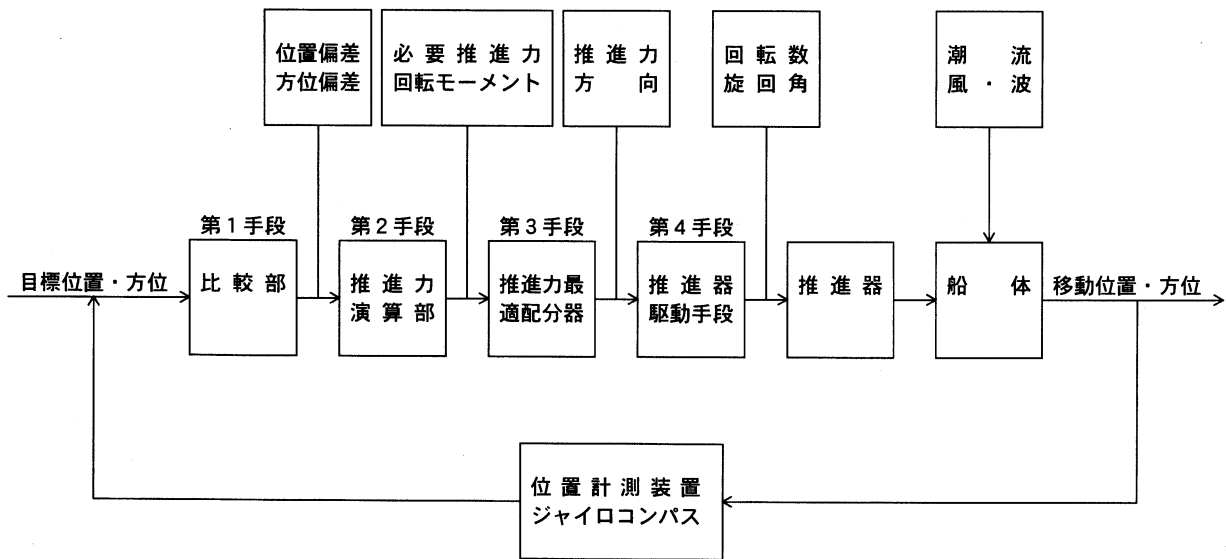 位置偏差
方位偏差
必要推進力
回転モーメント
推進力
方向
回転数
旋回角
潮流
風・波
第1手段
第2手段
第3手段
第4手段
目標位置・方位
比較部
推進力
演算部
推進力最
適配分器
推進器
駆動手段
推進器
船体
移動位置・方位
位置計測装置
ジャイロコンパス